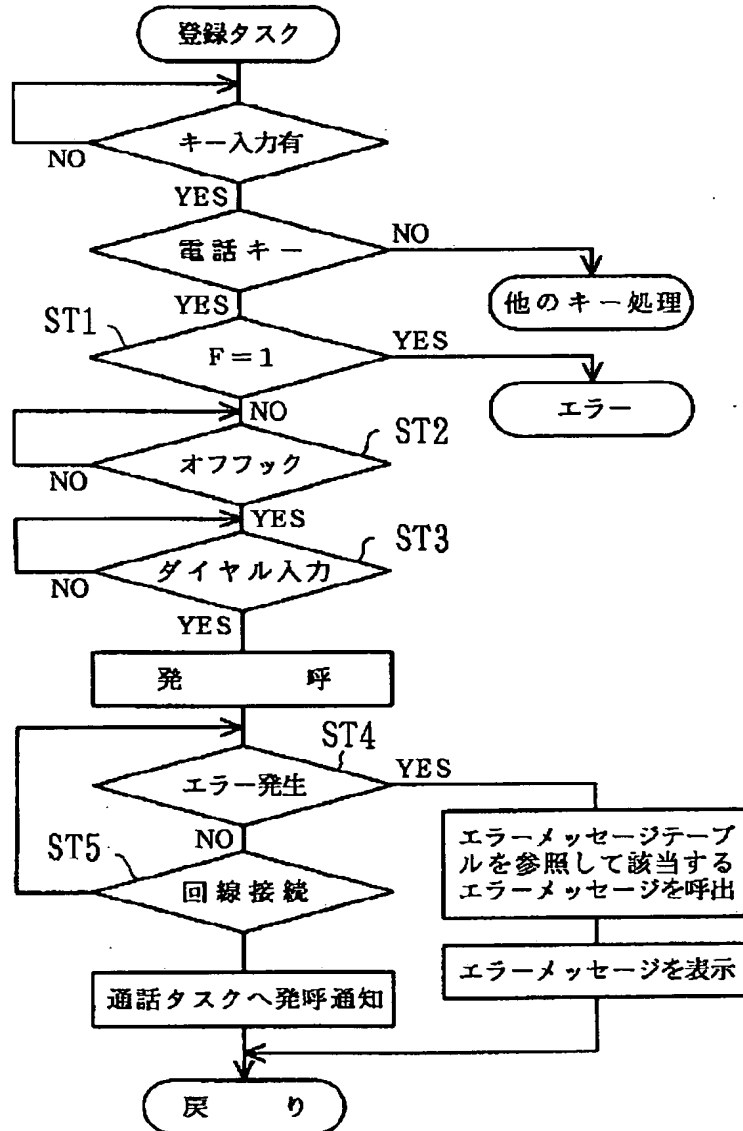 登録タスク
キー入力有
NO
YES
電話キー
NO
他のキー処理
YES
ST1
F=1
YES
エラー
NO
オフフック
ST2
NO
YES
ダイヤル入力
ST3
NO
YES
発呼
ST4
エラー発生
YES
NO
ST5
回線接続
エラーメッセージテーブ
ルを参照して該当する
エラーメッセージを呼出
通話タスクへ発呼通知
エラーメッセージを表示
戻り